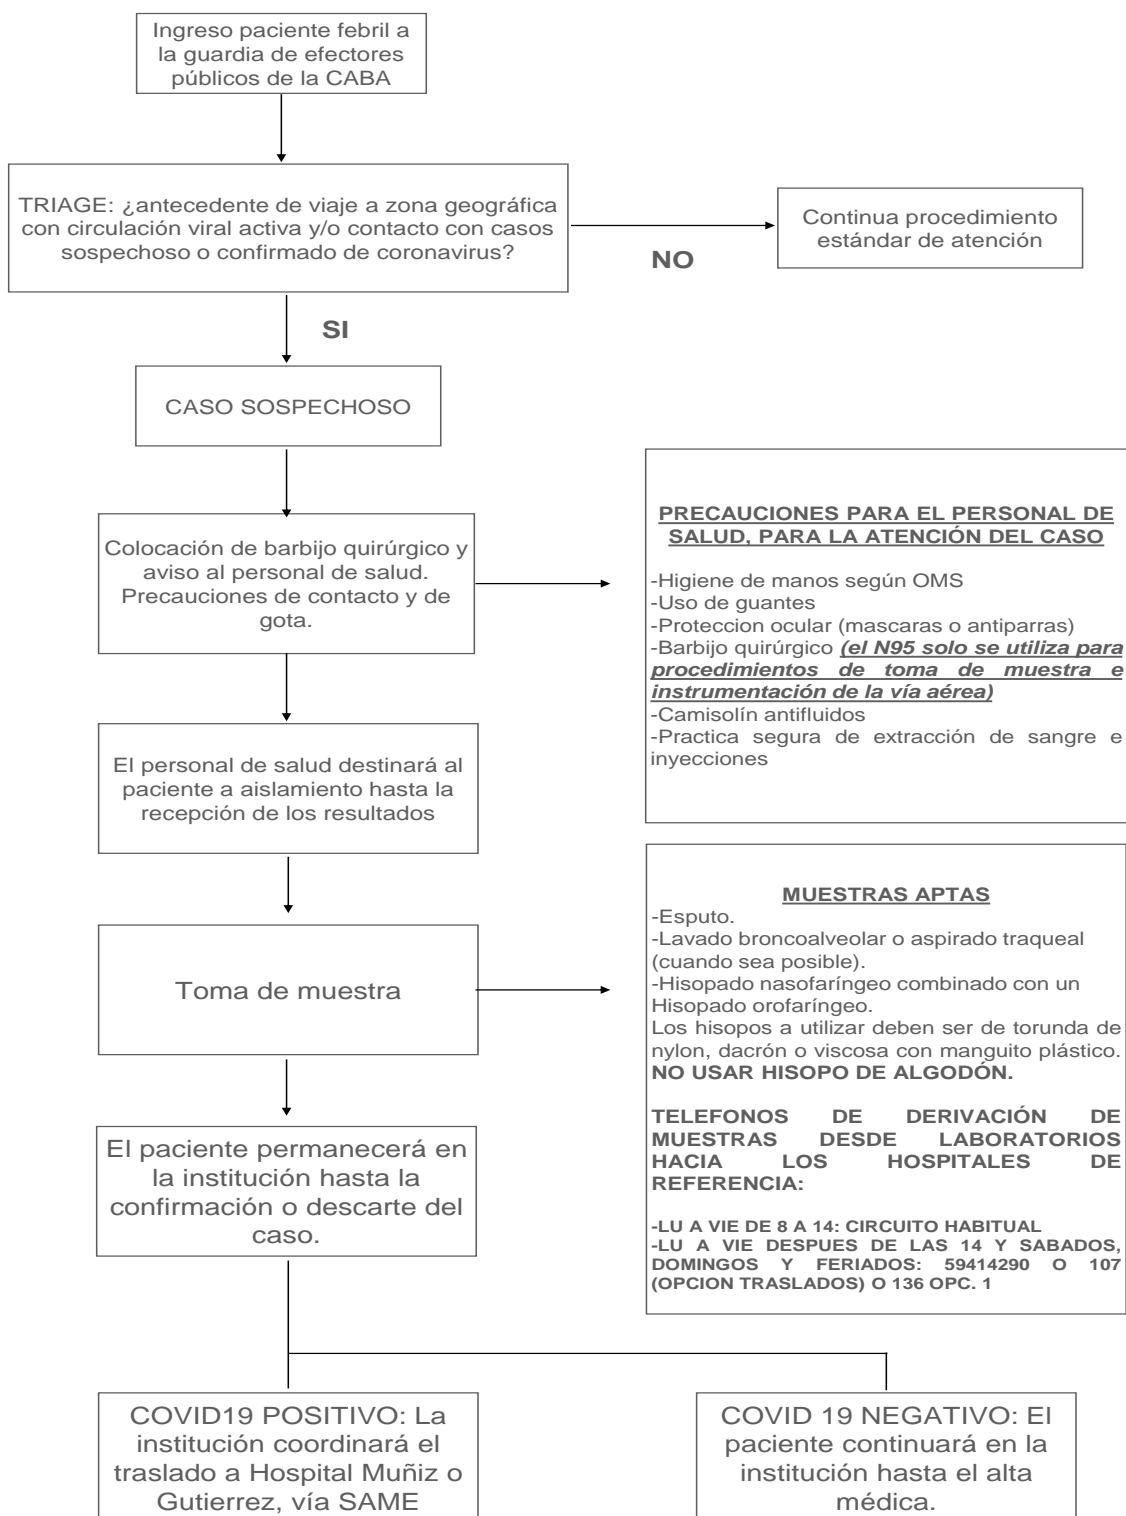 Ingreso paciente febril a
la guardia de efectores
públicos de la CABA
TRIAGE: ¿antecedente de viaje a zona geográfica
con circulación viral activa y/o contacto con casos
sospechoso o confirmado de coronavirus?
NO
Continua procedimiento
estándar de atención
SI
CASO SOSPECHOSO
Colocación de barbijo quirúrgico y
aviso al personal de salud.
Precauciones de contacto y de
gota.
PRECAUCIONES PARA EL PERSONAL DE
SALUD, PARA LA ATENCIÓN DEL CASO
-Higiene de manos según OMS
-Uso de guantes
-Proteccion ocular (mascaras o antiparras)
-Barbijo quirúrgico (el N95 solo se utiliza para
procedimientos de toma de muestra e
instrumentación de la vía aérea)
-Camisolín antifluidos
-Practica segura de extracción de sangre e
inyecciones
El personal de salud destinará al
paciente a aislamiento hasta la
recepción de los resultados
Toma de muestra
MUESTRAS APTAS
-Esputo.
-Lavado broncoalveolar o aspirado traqueal
(cuando sea posible).
-Hisopado nasofaríngeo combinado con un
Hisopado orofaríngeo.
Los hisopos a utilizar deben ser de torunda de
nylon, dacrón o viscosa con manguito plástico.
NO USAR HISOPO DE ALGODÓN.
TELEFONOS DE DERIVACIÓN DE
MUESTRAS DESDE LABORATORIOS
HACIA LOS HOSPITALES DE
REFERENCIA:
-LU A VIE DE 8 A 14: CIRCUITO HABITUAL
-LU A VIE DESPUES DE LAS 14 Y SABADOS,
DOMINGOS Y FERIADOS: 59414290 O 107
(OPCION TRASLADOS) O 136 OPC. 1
El paciente permanecerá en
la institución hasta la
confirmación o descarte del
caso.
COVID19 POSITIVO: La
institución coordinará el
traslado a Hospital Muñiz o
Gutierrez, vía SAME
COVID 19 NEGATIVO: El
paciente continuará en la
institución hasta el alta
médica.